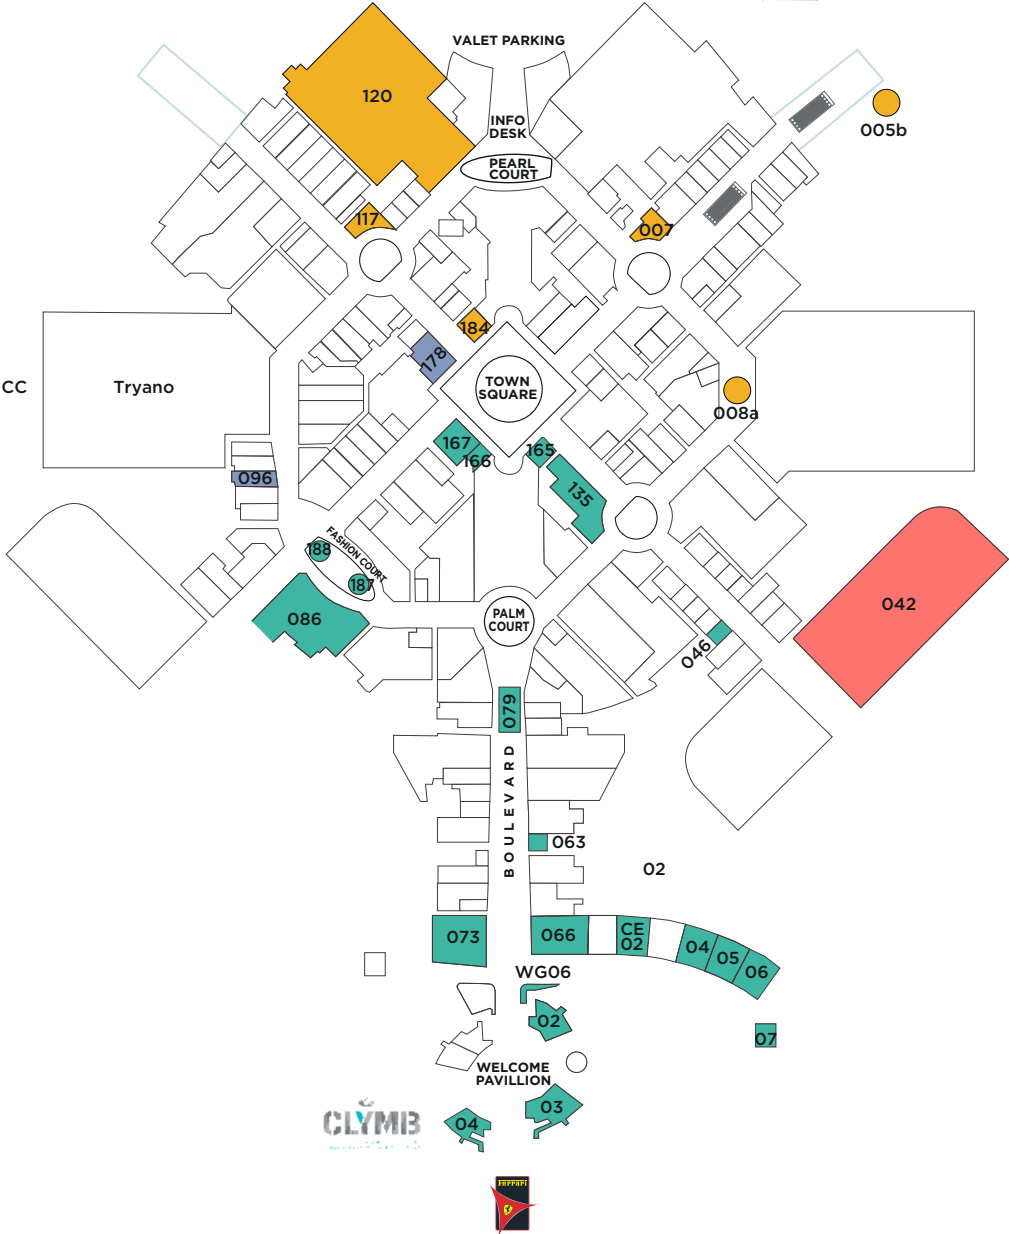 VALET PARKING
120
005b
INFO
DESK
PEARL
COURT
117
007
184
178
CC
Tryano
TOWN
SQUARE
008a
167
166
165
096
135
FASHION COURT
188
187
042
086
PALM
COURT
046
079
BOULEVARD
063
02
073
066
CE
02
04
05
06
WG06
02
07
WELCOME
PAVILLION
03
04
CLYMB
Ferrari